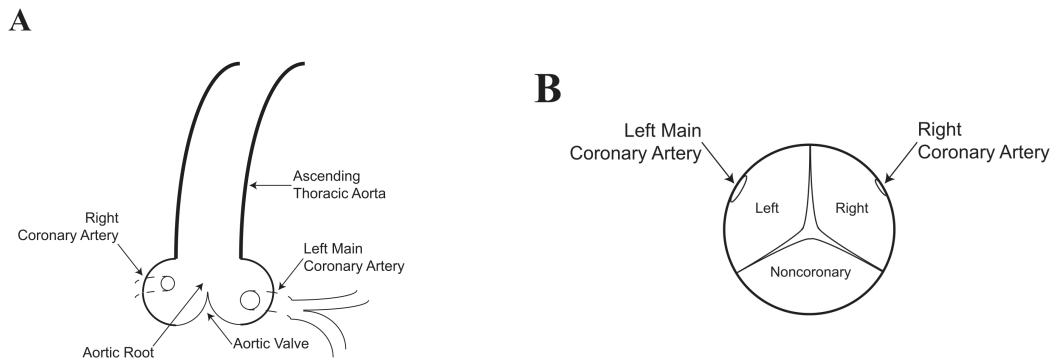 A
Ascending
Thoracic Aorta
Right
Coronary Artery
Left Main
Coronary Artery
Aortic Root
Aortic Valve
B
Left Main
Coronary Artery
Right
Coronary Artery
Left
Right
Noncoronary